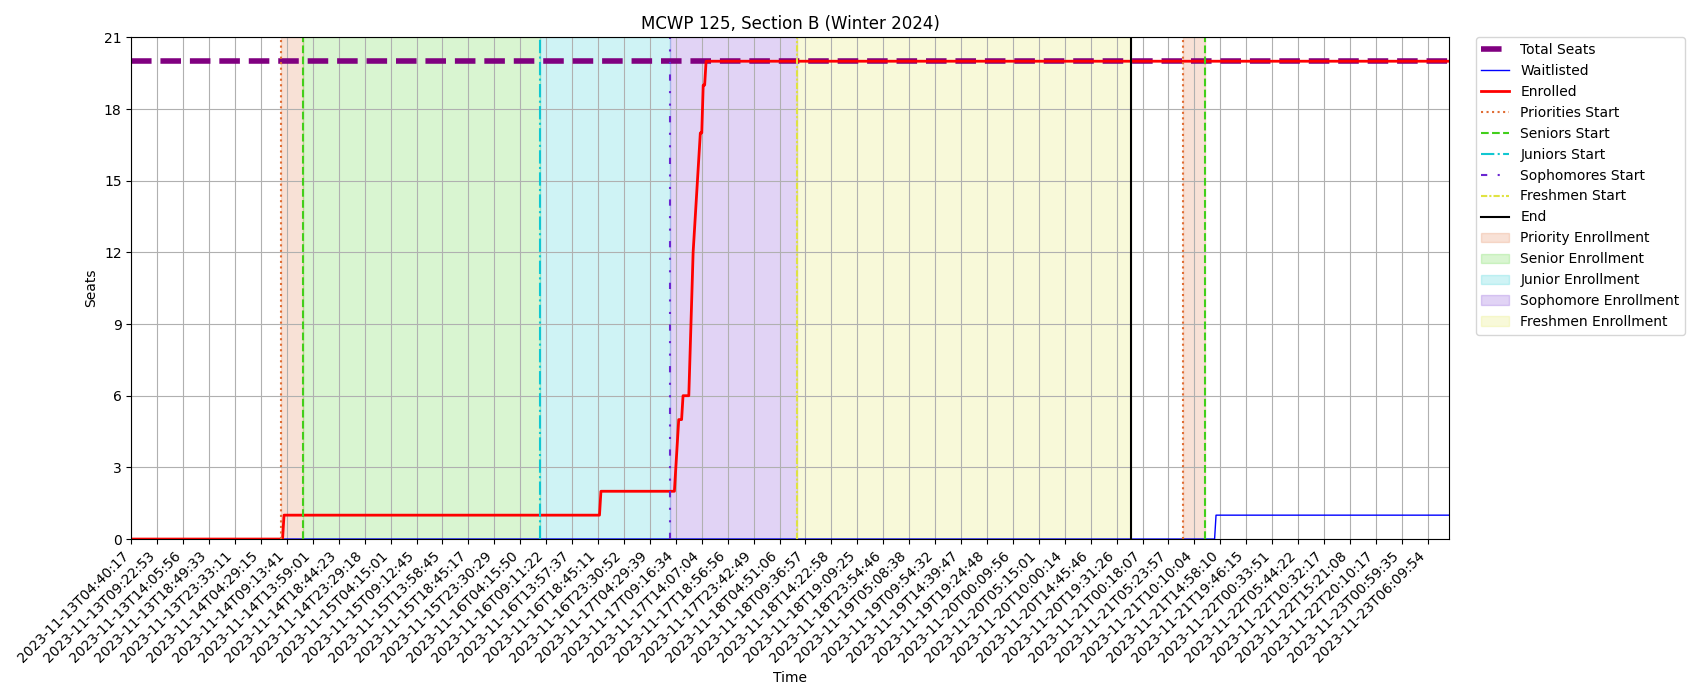 MCWP 125, Section B (Winter 2024)
21
18
15
12
9
6
3
0
Seats
2023-11-13T04:40:17
2023-11-13T09:22:53
2023-11-13T14:05:56
2023-11-13T18:49:33
2023-11-13T23:33:11
2023-11-14T04:29:15
2023-11-14T09:13:41
2023-11-14T13:59:01
2023-11-14T18:44:23
2023-11-14T23:29:18
2023-11-15T04:15:01
2023-11-15T09:12:45
2023-11-15T13:58:45
2023-11-15T18:45:17
2023-11-15T23:30:29
2023-11-16T04:15:50
2023-11-16T09:11:22
2023-11-16T13:57:37
2023-11-16T18:45:11
2023-11-16T23:30:52
2023-11-17T04:29:39
2023-11-17T09:16:34
2023-11-17T14:07:04
2023-11-17T18:56:56
2023-11-17T23:42:49
2023-11-18T04:51:06
2023-11-18T09:36:57
2023-11-18T14:22:58
2023-11-18T19:09:25
2023-11-18T23:54:46
2023-11-19T05:08:38
2023-11-19T09:54:32
2023-11-19T14:39:47
2023-11-19T19:24:48
2023-11-20T00:09:56
2023-11-20T05:15:01
2023-11-20T10:00:14
2023-11-20T14:45:46
2023-11-20T19:31:26
2023-11-21T00:18:07
2023-11-21T05:23:57
2023-11-21T10:10:04
2023-11-21T14:58:10
2023-11-21T19:46:15
2023-11-22T00:33:51
2023-11-22T05:44:22
2023-11-22T10:32:17
2023-11-22T15:21:08
2023-11-22T20:10:17
2023-11-23T00:59:35
2023-11-23T06:09:54
Time
Total Seats
Waitlisted
Enrolled
Priorities Start
Seniors Start
Juniors Start
Sophomores Start
Freshmen Start
End
Priority Enrollment
Senior Enrollment
Junior Enrollment
Sophomore Enrollment
Freshmen Enrollment